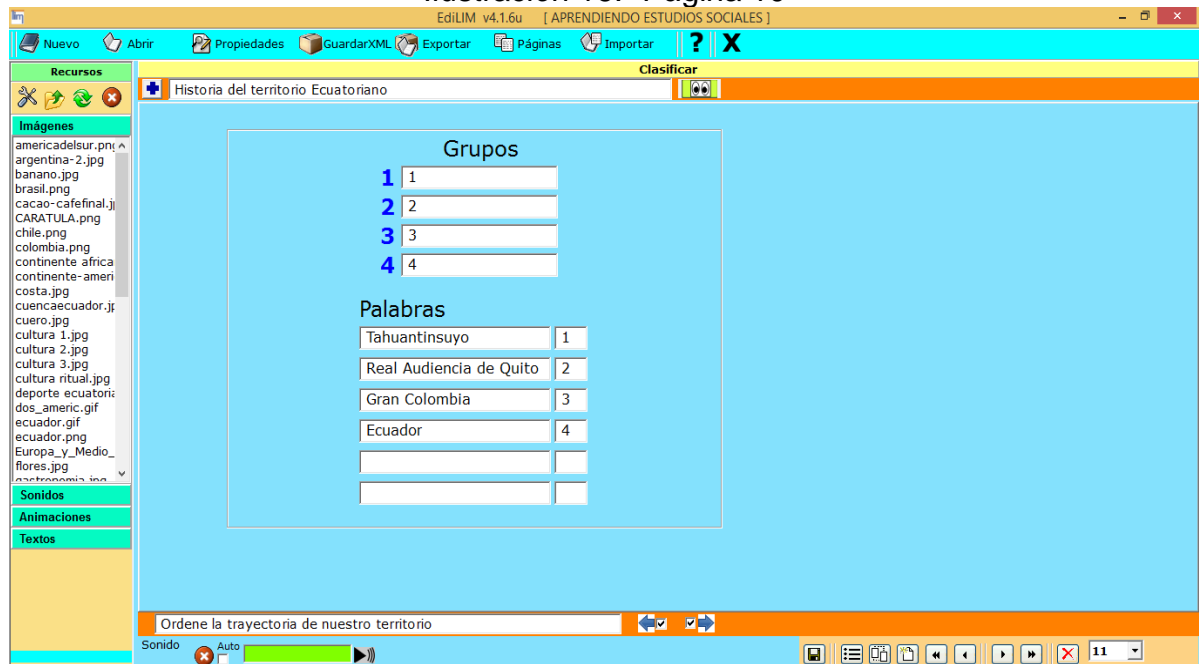 EdiLIM v4.1.6u [ APRENDIENDO ESTUDIOS SOCIALES ]
Nuevo Abrir Propiedades GuardarXML Exportar Páginas Importar ? X
Recursos
Clasificar
Historia del territorio Ecuatoriano
Imágenes
americadelsur.pn
argentina-2.jpg
banano.jpg
brasil.png
cacao-cafefinal.j
CARATULA.png
chile.png
colombia.png
continente africa
continente-ameri
costa.jpg
cuencaecuador.jp
cuero.jpg
cultura 1.jpg
cultura 2.jpg
cultura 3.jpg
cultura ritual.jpg
deporte ecuatoria
dos_americ.gif
ecuador.gif
ecuador.png
Europa_y_Medio_
flores.jpg
Sonidos
Animaciones
Textos
Grupos
1 1
2 2
3 3
4 4
Palabras
Tahuantinsuyo 1
Real Audiencia de Quito 2
Gran Colombia 3
Ecuador 4
Ordene la trayectoria de nuestro territorio
Sonido Auto
11